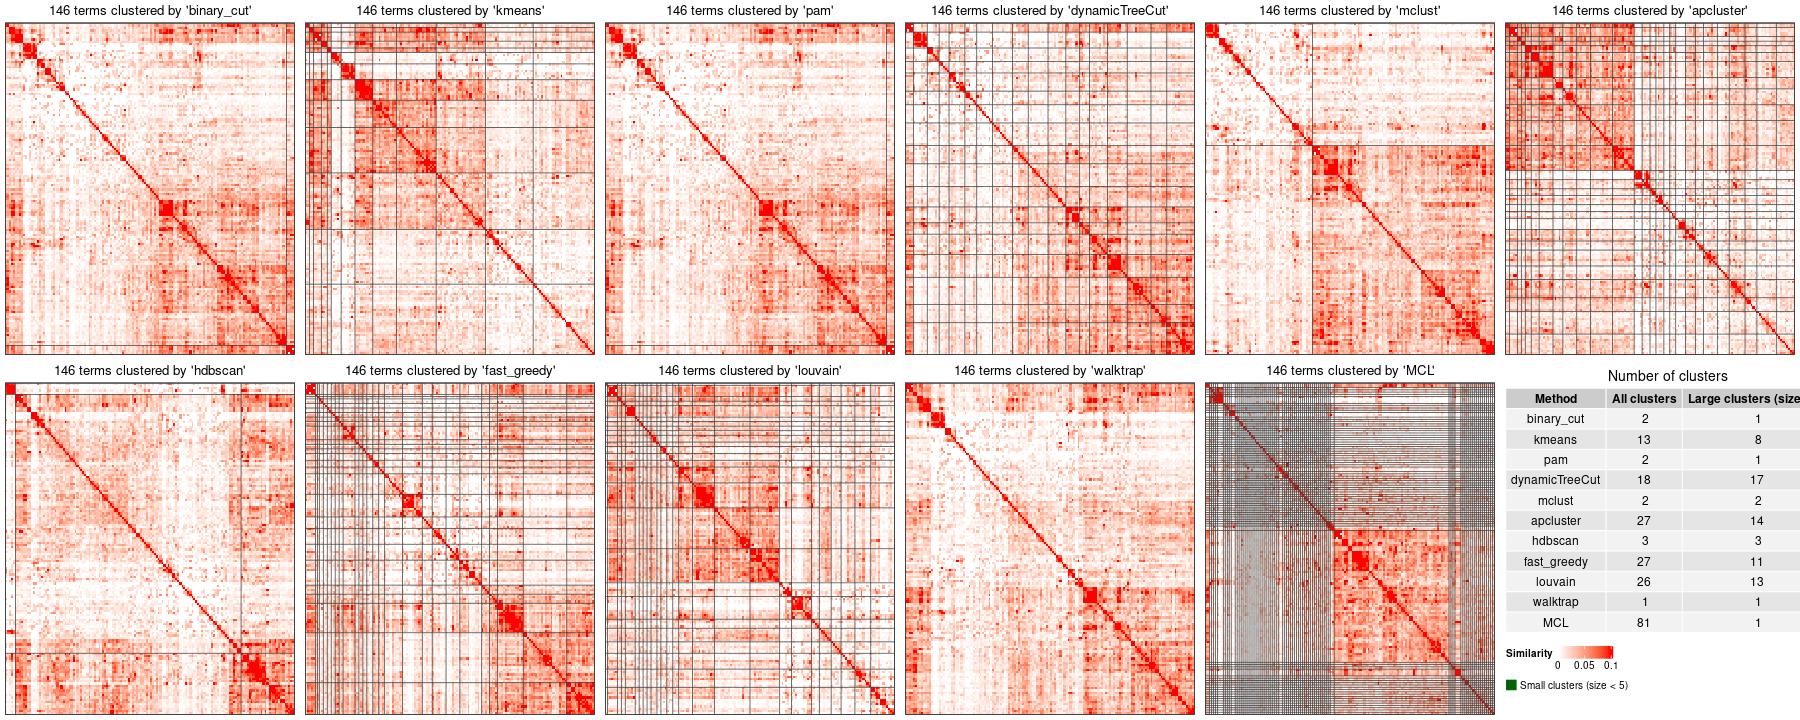 146 terms clustered by 'binary_cut'
146 terms clustered by 'kmeans'
146 terms clustered by 'pam'
146 terms clustered by 'dynamicTreeCut'
146 terms clustered by 'mclust'
146 terms clustered by 'apcluster'
146 terms clustered by 'hdbscan'
146 terms clustered by 'fast_greedy'
146 terms clustered by 'louvain'
146 terms clustered by 'walktrap'
146 terms clustered by 'MCL'
Number of clusters
Method All clusters Large clusters (size
binary_cut 2 1
kmeans 13 8
pam 2 1
dynamicTreeCut 18 17
mclust 2 2
apcluster 27 14
hdbscan 3 3
fast_greedy 27 11
louvain 26 13
walktrap 1 1
MCL 81 1
Similarity
0 0.05 0.1
Small clusters (size < 5)